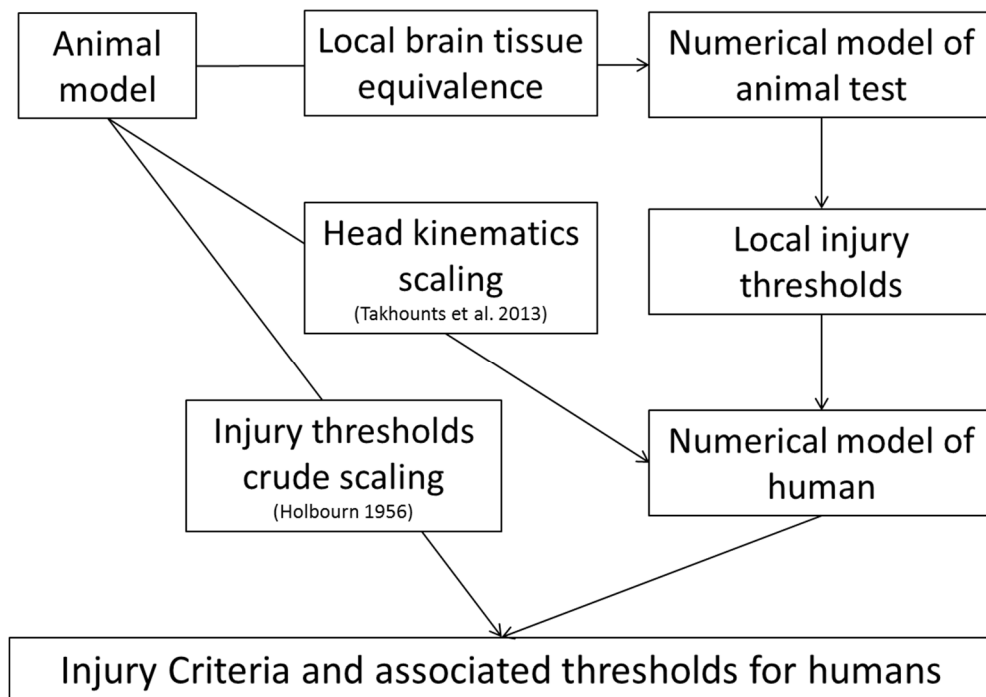 Animal
model
Local brain tissue
equivalence
Numerical model of
animal test
Head kinematics
scaling
(Takhounts et al. 2013)
Local injury
thresholds
Injury thresholds
crude scaling
(Holbourn 1956)
Numerical model of
human
Injury Criteria and associated thresholds for humans